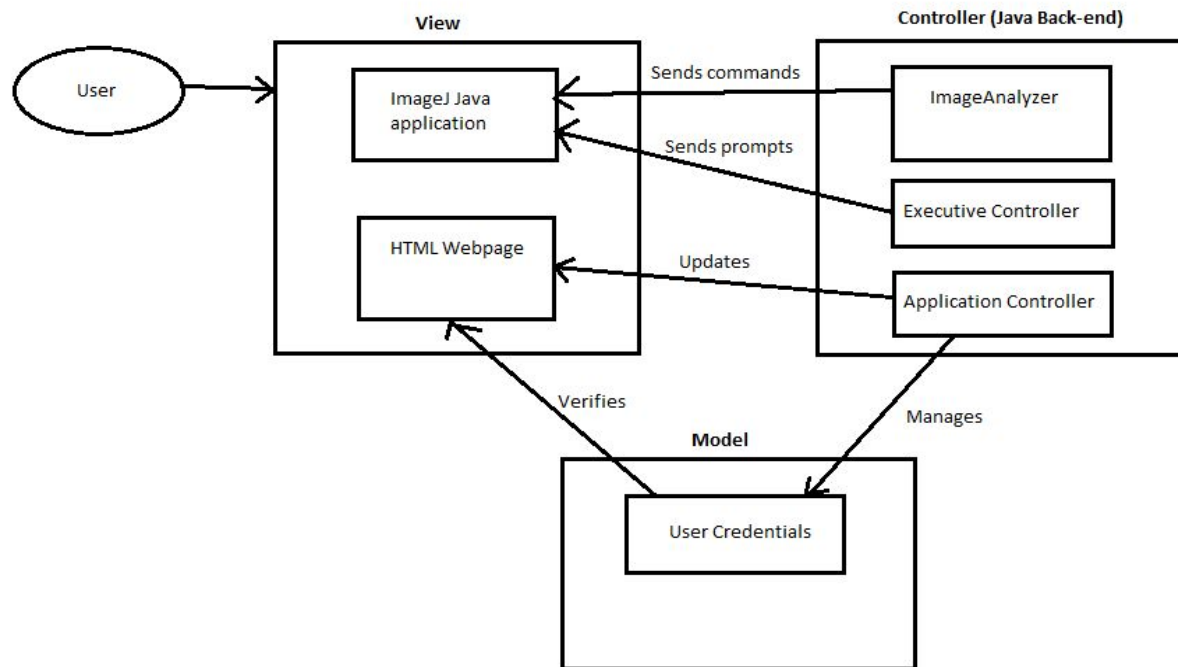 View
Controller (Java Back-end)
User
ImageJ Java
application
Sends commands
ImageAnalyzer
Sends prompts
Executive Controller
HTML Webpage
Updates
Application Controller
Verifies
Manages
Model
User Credentials